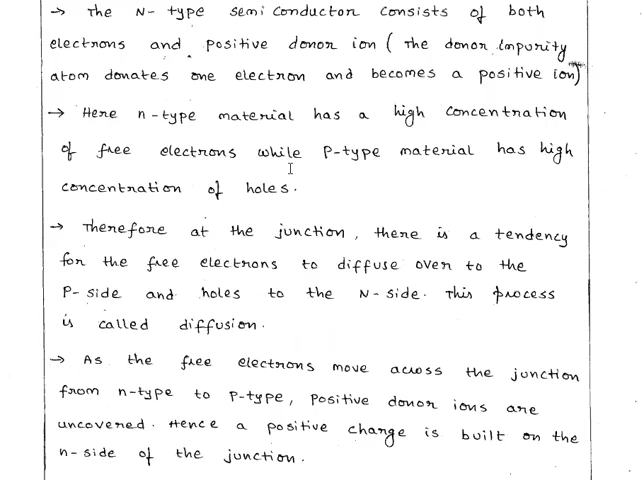 → The N-type semiconductor consists of both
electrons and positive donor ion (The donor Impurity
atom donates one electron and becomes a positive ion)
→ Here n-type material has a high concentration
of free electrons while P-type material has high
concentration of holes.
→ Therefore at the junction, there is a tendency
for the free electrons to diffuse over to the
P-side and holes to the N-side. This process
is called diffusion.
→ As the free electrons move across the junction
from n-type to P-type, positive donor ions are
uncovered. Hence a positive charge is built on the
n-side of the junction.